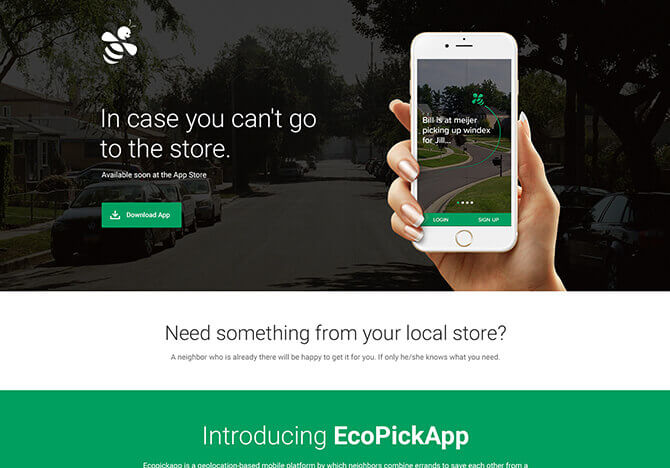 In case you can't go
to the store.
Available soon at the App Store
Download App
Bill is at meijer
picking up windex
for Jill...
LOGIN SIGN UP
Need something from your local store?
A neighbor who is already there will be happy to get it for you. If only he/she knows what you need.
Introducing EcoPickApp
Ecopickapp is a geolocation-based mobile platform by which neighbors combine errands to save each other from a